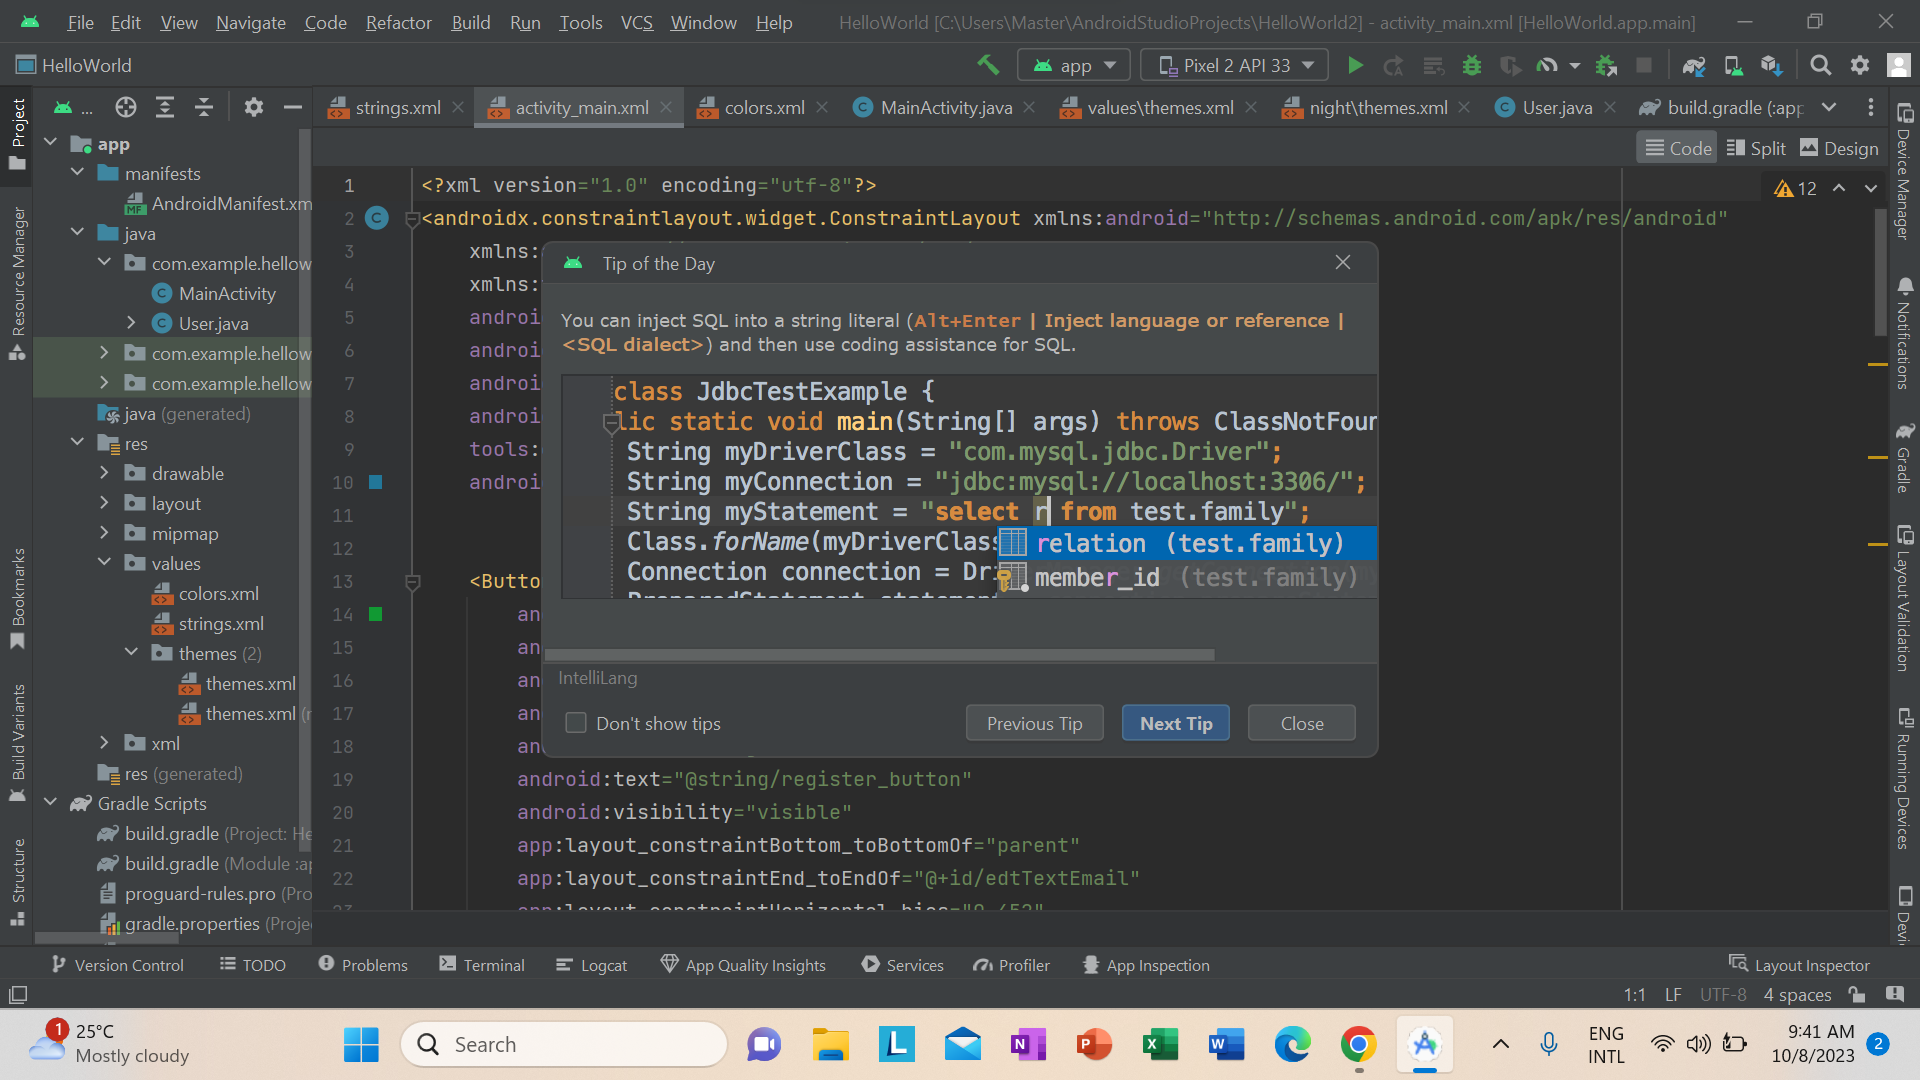 File Edit View Navigate Code Refactor Build Run Tools VCS Window Help HelloWorld [C:\Users\Master\AndroidStudioProjects\HelloWorld2] - activity_main.xml [HelloWorld.app.main]
HelloWorld app Pixel 2 API 33
... strings.xml activity_main.xml colors.xml MainActivity.java values\themes.xml night\themes.xml User.java build.gradle (:app
Code Split Design
Project
Resource Manager
Bookmarks
Build Variants
Structure
app
manifests
AndroidManifest.xm
java
com.example.hellow
MainActivity
User.java
com.example.hellow
com.example.hellow
java (generated)
res
drawable
layout
mipmap
values
colors.xml
strings.xml
themes (2)
themes.xml
themes.xml (
xml
res (generated)
Gradle Scripts
build.gradle (Project: He
build.gradle (Module :ap
proguard-rules.pro (Pro
gradle.properties (Proje
12
1 <?xml version="1.0" encoding="utf-8"?>
2 <androidx.constraintlayout.widget.ConstraintLayout xmlns:android="http://schemas.android.com/apk/res/android"
3 xmlns:
4 xmlns:
5 androi
6 androi
7 androi
8 androi
9 tools:
10 androi
11
12
13 <Butto
14 an
15 an
16 an
17 an
18 an
19 android:text="@string/register_button"
20 android:visibility="visible"
21 app:layout_constraintBottom_toBottomOf="parent"
22 app:layout_constraintEnd_toEndOf="@+id/edtTextEmail"
Tip of the Day
You can inject SQL into a string literal (Alt+Enter | Inject language or reference |
<SQL dialect>) and then use coding assistance for SQL.
class JdbcTestExample {
lic static void main(String[] args) throws ClassNotFoun
String myDriverClass = "com.mysql.jdbc.Driver";
String myConnection = "jdbc:mysql://localhost:3306/";
String myStatement = "select r from test.family";
Class.forName(myDriverClass
relation (test.family)
Connection connection = Dri
member_id (test.family)
IntelliLang
Don't show tips Previous Tip Next Tip Close
Device Manager
Notifications
Gradle
Layout Validation
Running Devices
Devi
Version Control TODO Problems Terminal Logcat App Quality Insights Services Profiler App Inspection Layout Inspector
1:1 LF UTF-8 4 spaces
1 25°C
Mostly cloudy
Search
ENG
INTL
9:41 AM
10/8/2023
2